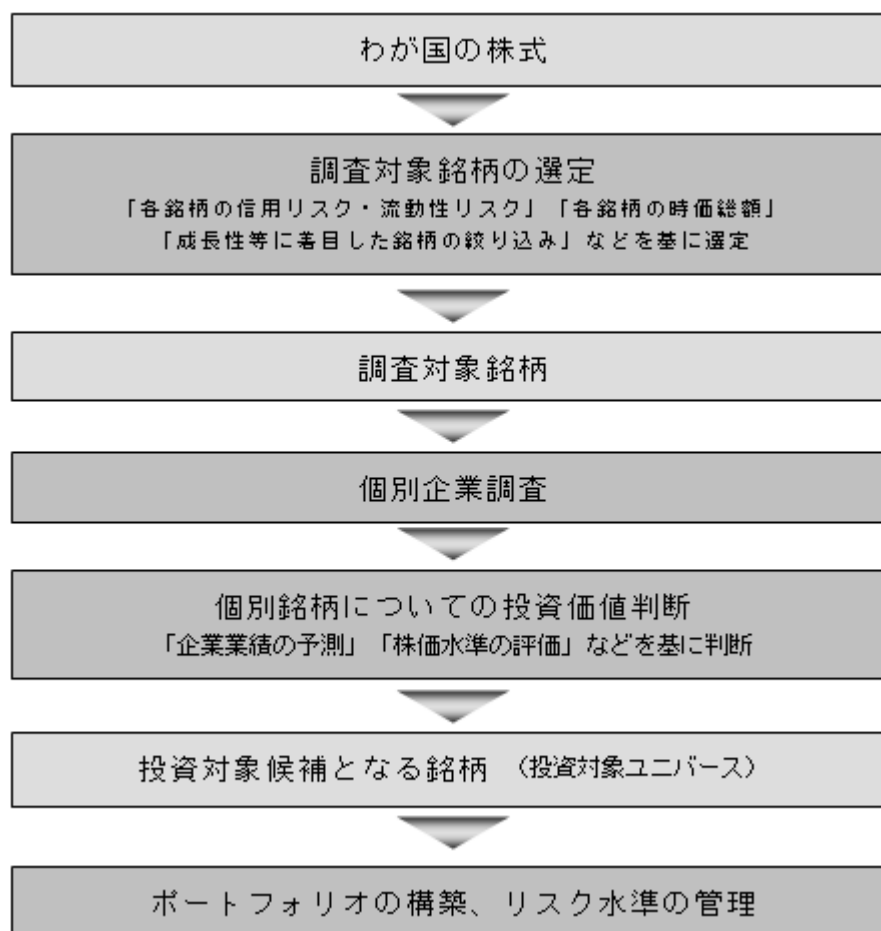 わが国の株式
調査対象銘柄の選定
「各銘柄の信用リスク・流動性リスク」「各銘柄の時価総額」
「成長性等に着目した銘柄の絞り込み」などを基に選定
調査対象銘柄
個別企業調査
個別銘柄についての投資価値判断
「企業業績の予測」「株価水準の評価」などを基に判断
投資対象候補となる銘柄（投資対象ユニバース）
ポートフォリオの構築、リスク水準の管理